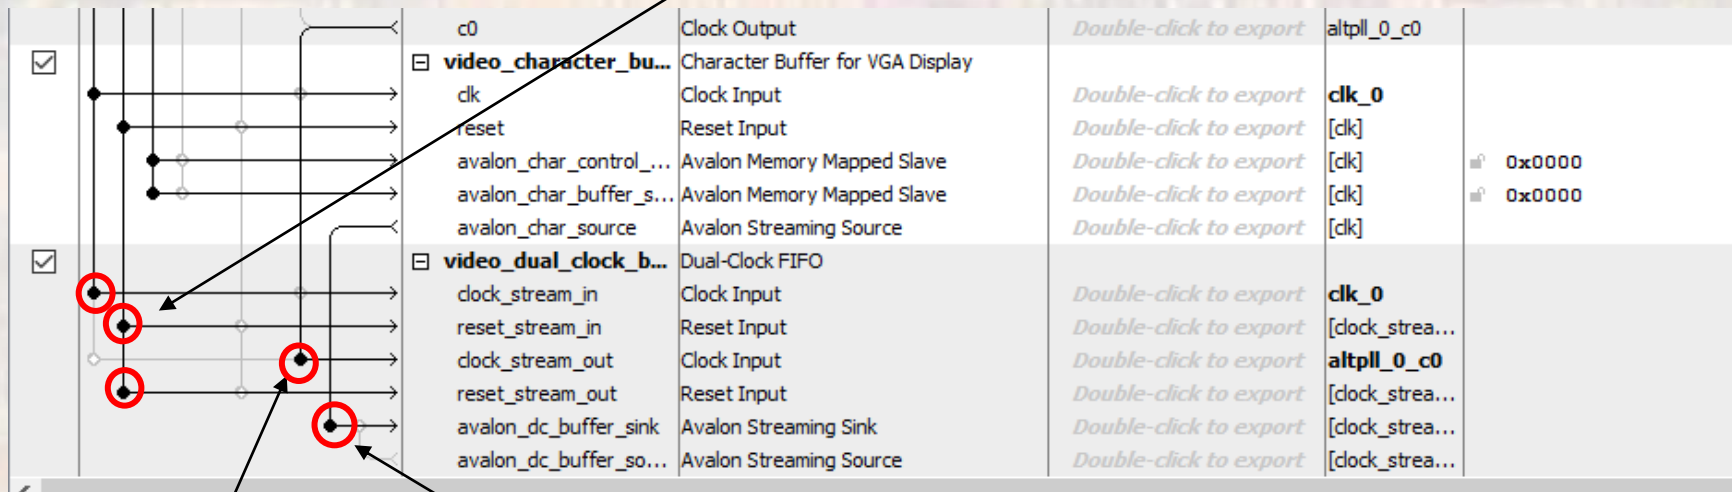 c0 Clock Output Double-click to export altpll_0_c0
video_character_bu... Character Buffer for VGA Display
clk Clock Input Double-click to export clk_0
reset Reset Input Double-click to export [clk]
avalon_char_control_... Avalon Memory Mapped Slave Double-click to export [clk] 0x0000
avalon_char_buffer_s... Avalon Memory Mapped Slave Double-click to export [clk] 0x0000
avalon_char_source Avalon Streaming Source Double-click to export [clk]
video_dual_clock_b... Dual-Clock FIFO
clock_stream_in Clock Input Double-click to export clk_0
reset_stream_in Reset Input Double-click to export [clock_strea...
clock_stream_out Clock Input Double-click to export altpll_0_c0
reset_stream_out Reset Input Double-click to export [clock_strea...
avalon_dc_buffer_sink Avalon Streaming Sink Double-click to export [clock_strea...
avalon_dc_buffer_so... Avalon Streaming Source Double-click to export [clock_strea...